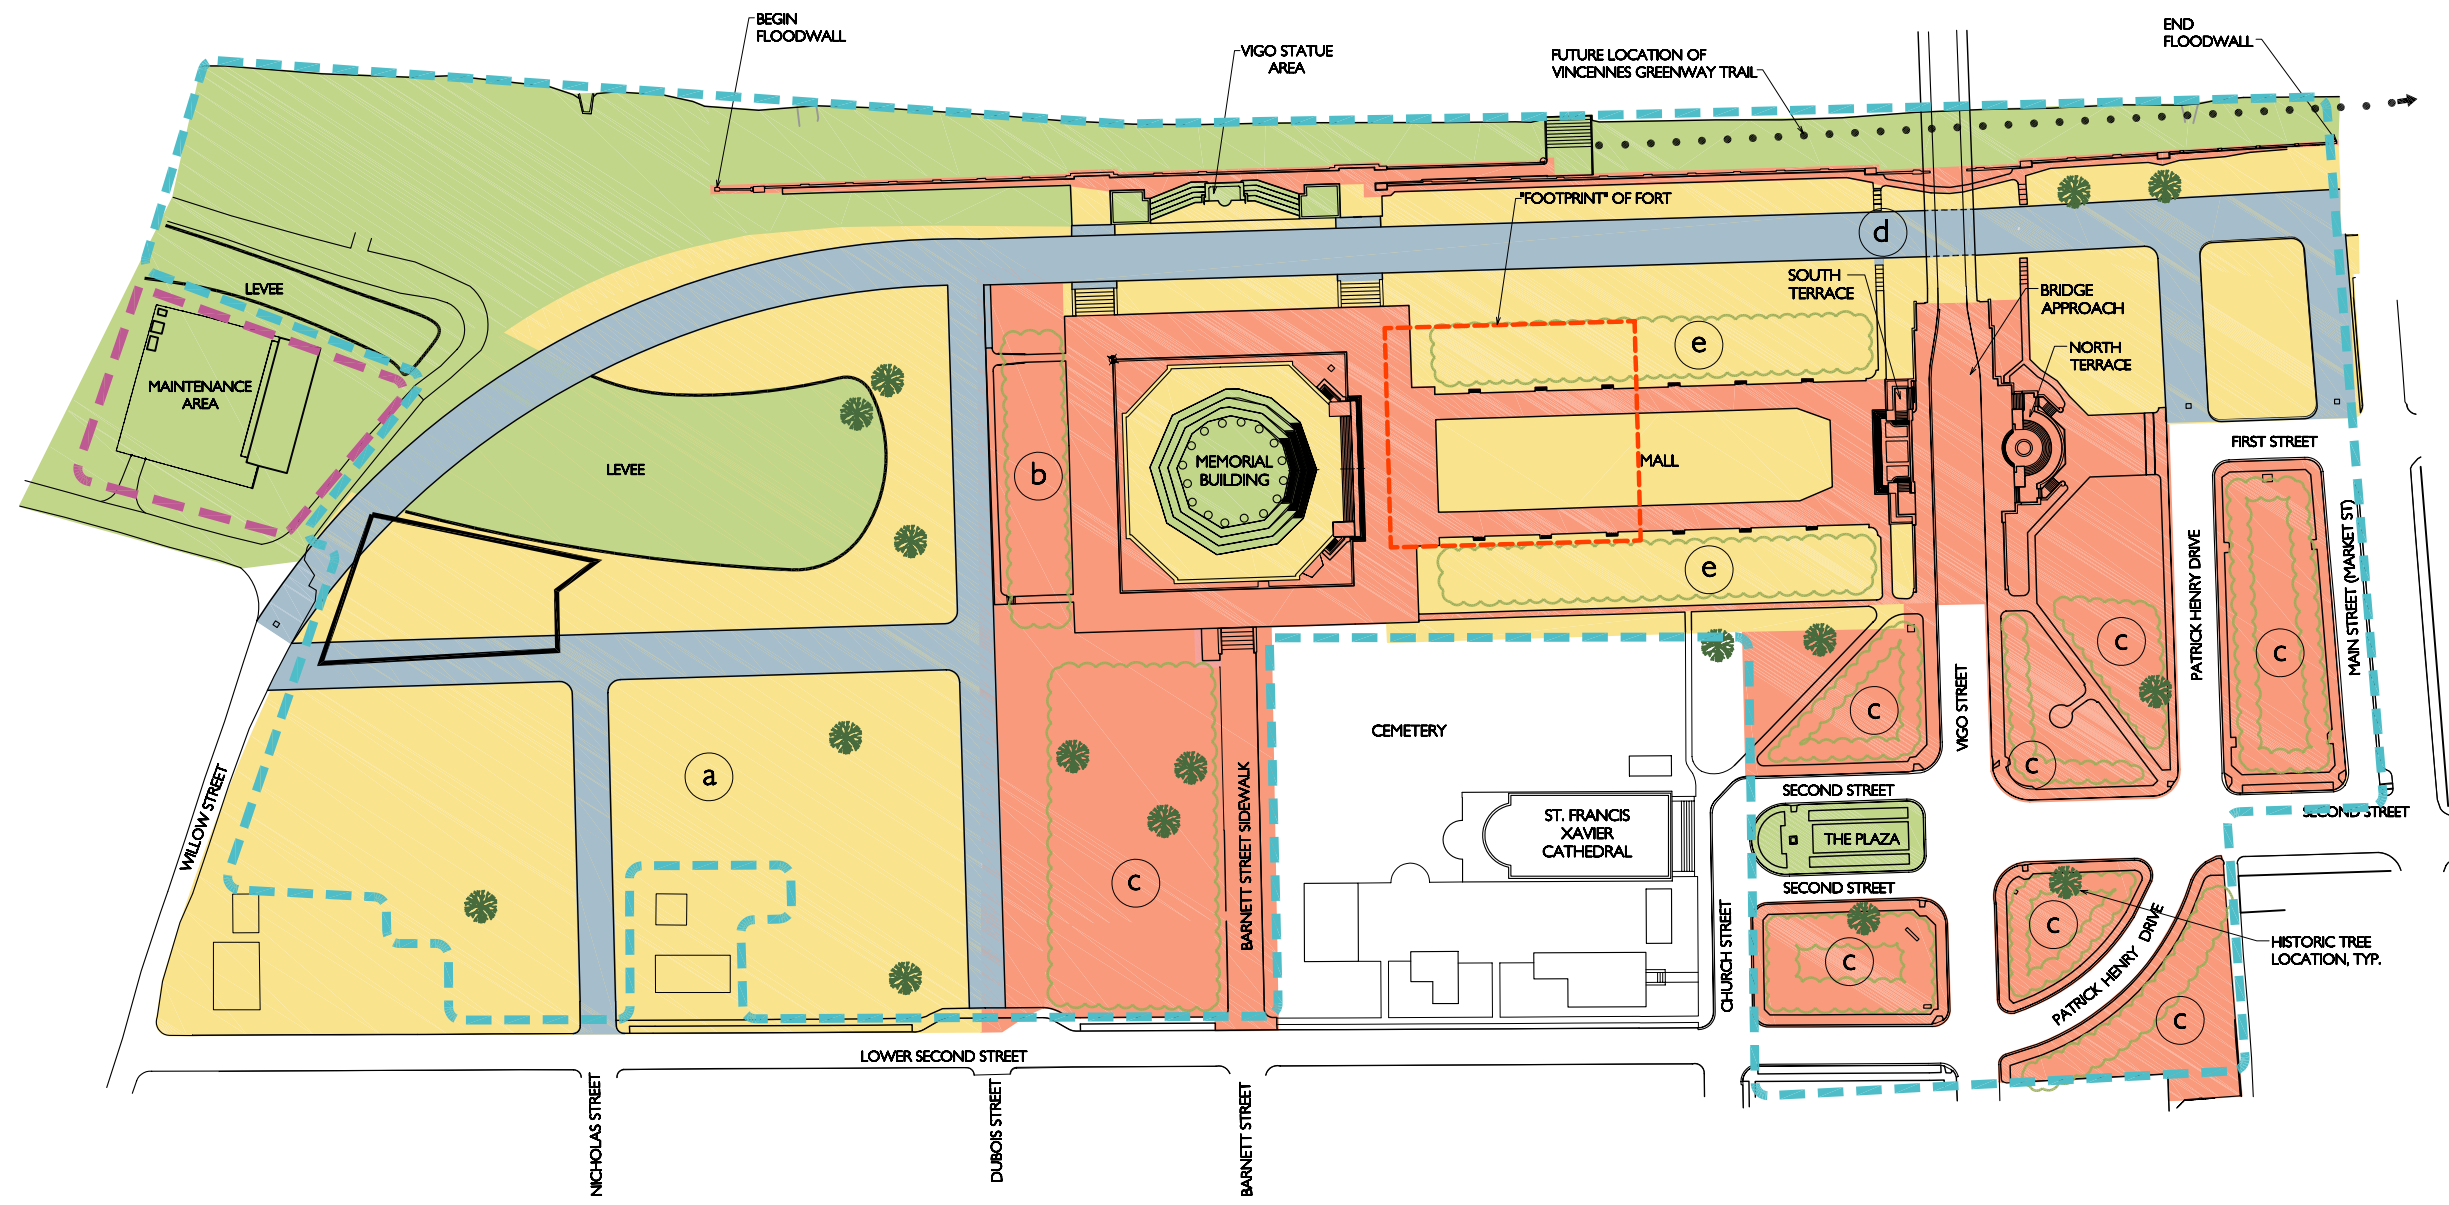 BEGIN
FLOODWALL
VIGO STATUE
AREA
FUTURE LOCATION OF
VINCENNES GREENWAY TRAIL
END
FLOODWALL
"FOOTPRINT" OF FORT
d
SOUTH
TERRACE
BRIDGE
APPROACH
NORTH
TERRACE
LEVEE
MAINTENANCE
AREA
LEVEE
e
b
MEMORIAL
BUILDING
MALL
FIRST STREET
e
PATRICK HENRY DRIVE
MAIN STREET (MARKET ST)
c
c
c
c
VIGO STREET
CEMETERY
WILLOW STREET
a
BARNETT STREET SIDEWALK
c
ST. FRANCIS
XAVIER
CATHEDRAL
SECOND STREET
THE PLAZA
SECOND STREET
SECOND STREET
CHURCH STREET
c
c
PATRICK HENRY DRIVE
c
HISTORIC TREE
LOCATION, TYP.
LOWER SECOND STREET
NICHOLAS STREET
DUBOIS STREET
BARNETT STREET